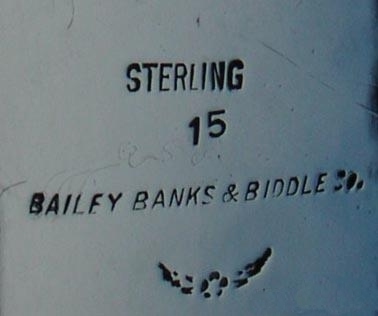 STERLING
15
BAILEY BANKS & BIDDLE CO.